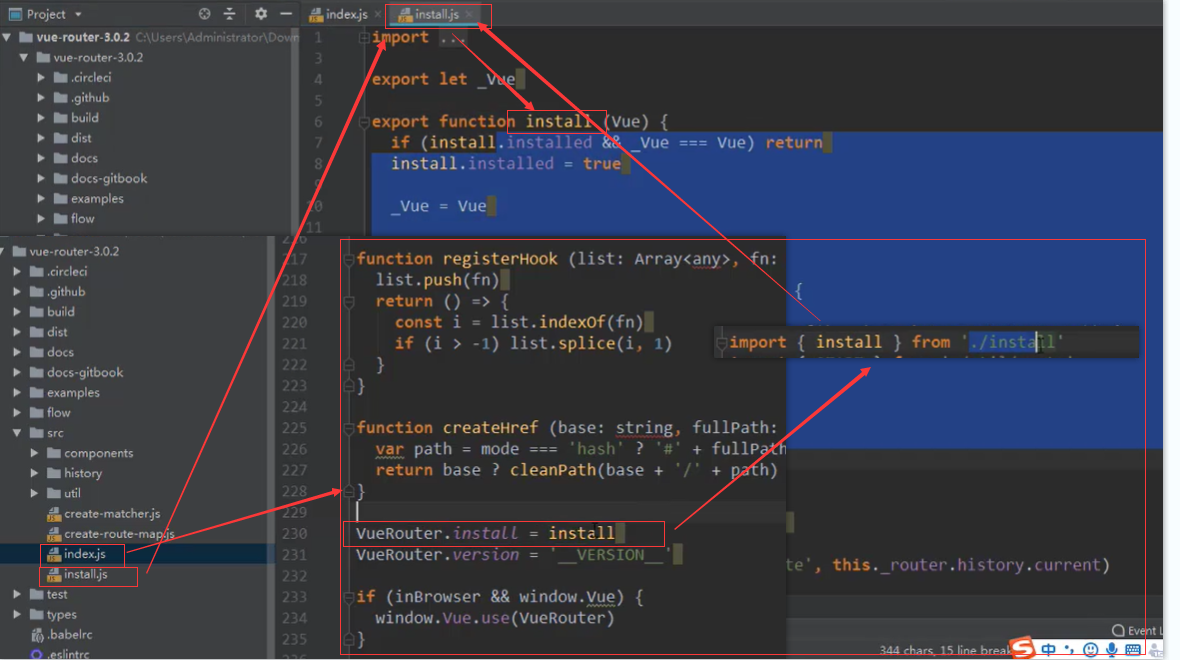 Project
index.js
install.js
vue-router-3.0.2 C:\Users\Administrator\Down
vue-router-3.0.2
.circleci
.github
build
dist
docs
docs-gitbook
examples
flow
1 import ...
3
4 export let _Vue
5
6 export function install (Vue) {
7 if (install.installed && _Vue === Vue) return
8 install.installed = true
9
10 _Vue = Vue
11
{
vue-router-3.0.2
.circleci
.github
build
dist
docs
docs-gitbook
examples
flow
src
components
history
util
create-matcher.js
create-route-map.js
index.js
install.js
test
types
.babelrc
.eslintrc
216
217 function registerHook (list: Array<any>, fn:
218 list.push(fn)
219 return () => {
220 const i = list.indexOf(fn)
221 if (i > -1) list.splice(i, 1)
222 }
223 }
224
225 function createHref (base: string, fullPath:
226 var path = mode === 'hash' ? '#' + fullPath
227 return base ? cleanPath(base + '/' + path)
228 }
229
230 VueRouter.install = install
231 VueRouter.version = '__VERSION__'
232
233 if (inBrowser && window.Vue) {
234 window.Vue.use(VueRouter)
235 }
import { install } from './install'
te', this._router.history.current)
Event L
344 chars, 15 line break
中